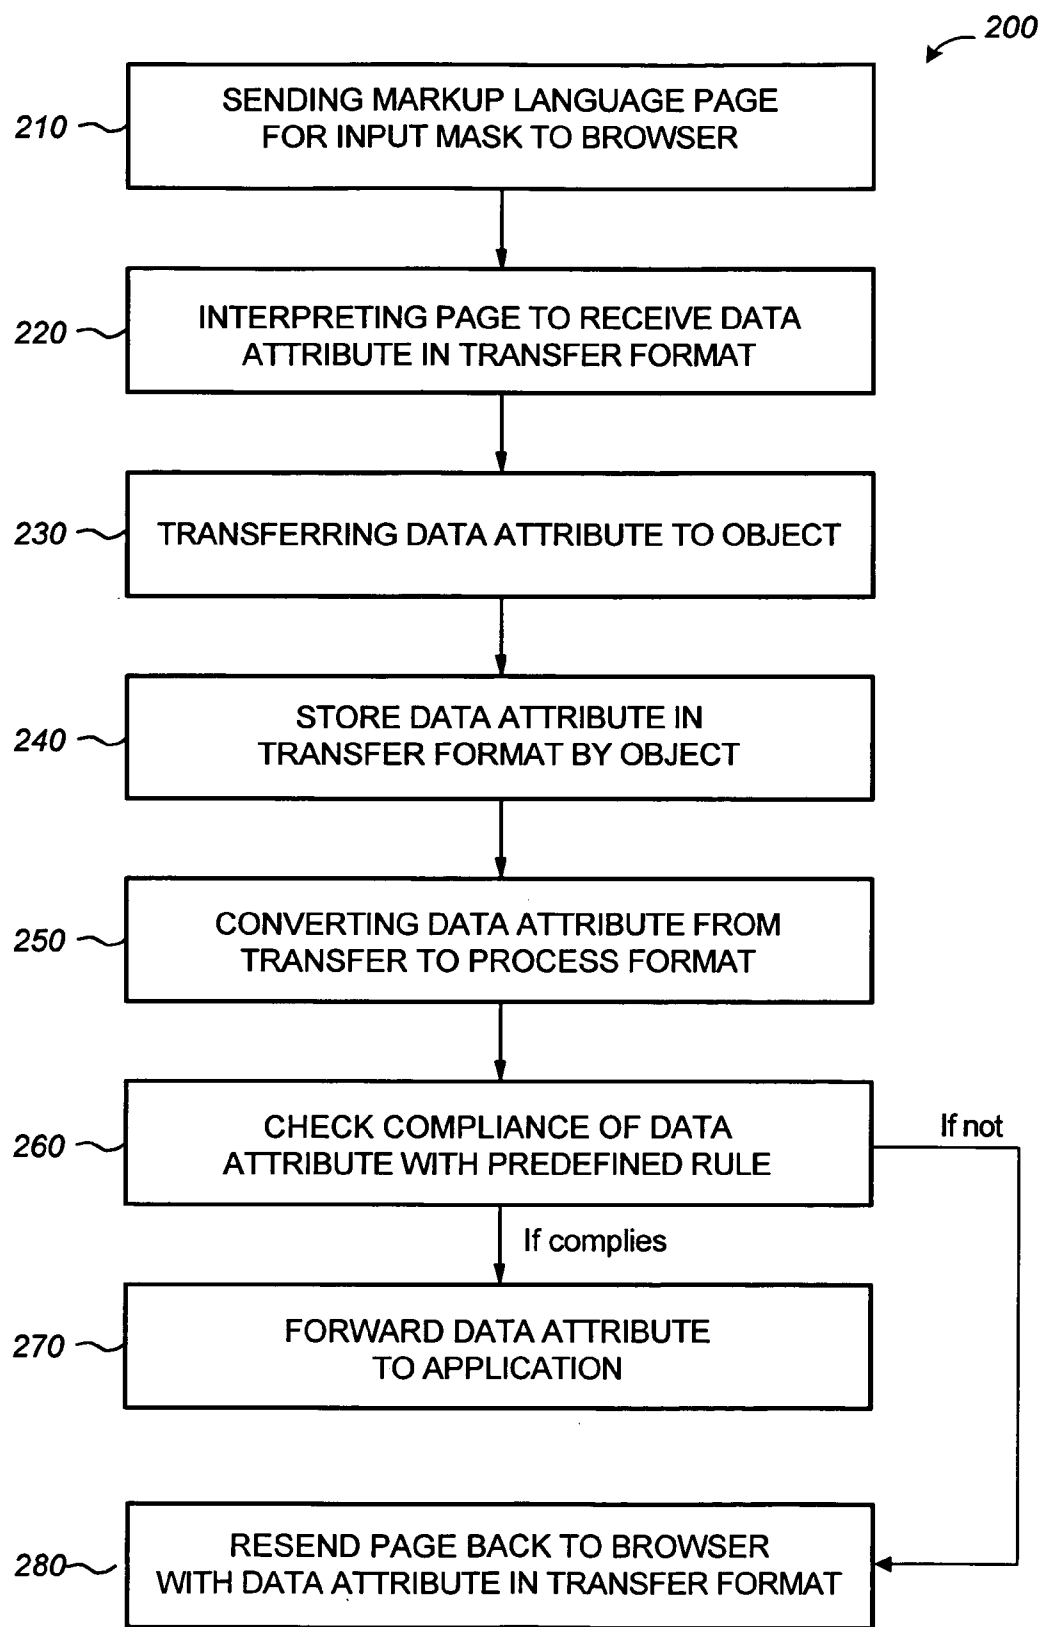 200
210
SENDING MARKUP LANGUAGE PAGE
FOR INPUT MASK TO BROWSER
220
INTERPRETING PAGE TO RECEIVE DATA
ATTRIBUTE IN TRANSFER FORMAT
230
TRANSFERRING DATA ATTRIBUTE TO OBJECT
240
STORE DATA ATTRIBUTE IN
TRANSFER FORMAT BY OBJECT
250
CONVERTING DATA ATTRIBUTE FROM
TRANSFER TO PROCESS FORMAT
260
CHECK COMPLIANCE OF DATA
ATTRIBUTE WITH PREDEFINED RULE
If not
If complies
270
FORWARD DATA ATTRIBUTE
TO APPLICATION
280
RESEND PAGE BACK TO BROWSER
WITH DATA ATTRIBUTE IN TRANSFER FORMAT